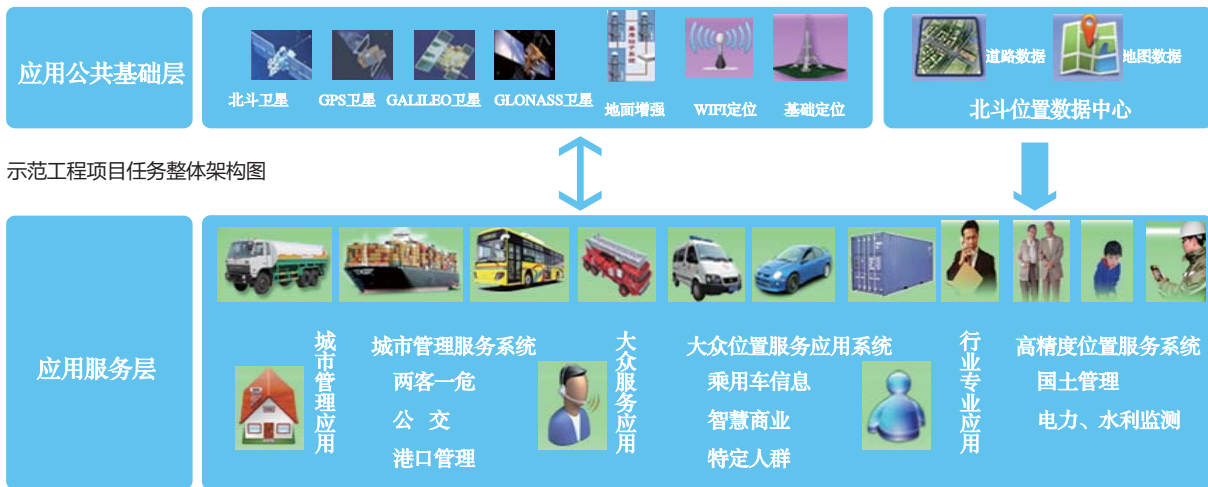 应用公共基础层
北斗卫星
GPS卫星
GALILEO卫星
GLONASS卫星
地面增强
WIFI定位
基础定位
道路数据
地图数据
北斗位置数据中心
示范工程项目任务整体架构图
应用服务层
城市管理应用
城市管理服务系统
两客一危
公 交
港口管理
大众服务应用
大众位置服务应用系统
乘用车信息
智慧商业
特定人群
行业专业应用
高精度位置服务系统
国土管理
电力、水利监测